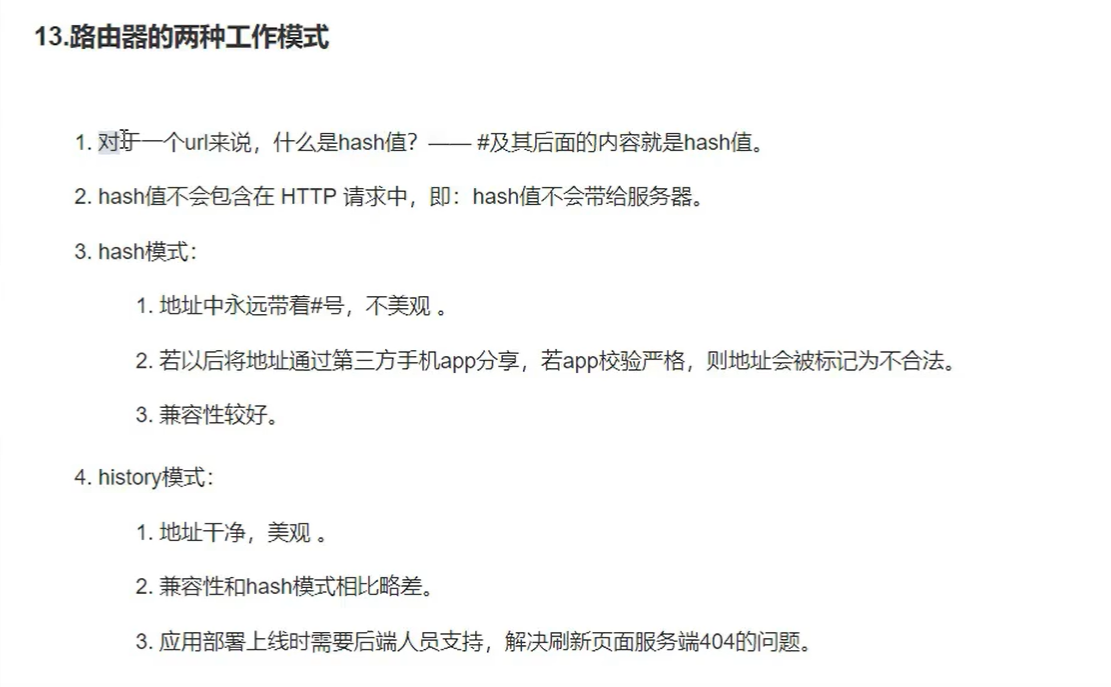 13.路由器的两种工作模式
1. 对于一个url来说，什么是hash值？—— #及其后面的内容就是hash值。
2. hash值不会包含在 HTTP 请求中，即：hash值不会带给服务器。
3. hash模式：
1. 地址中永远带着#号，不美观 。
2. 若以后将地址通过第三方手机app分享，若app校验严格，则地址会被标记为不合法。
3. 兼容性较好。
4. history模式：
1. 地址干净，美观 。
2. 兼容性和hash模式相比略差。
3. 应用部署上线时需要后端人员支持，解决刷新页面服务端404的问题。